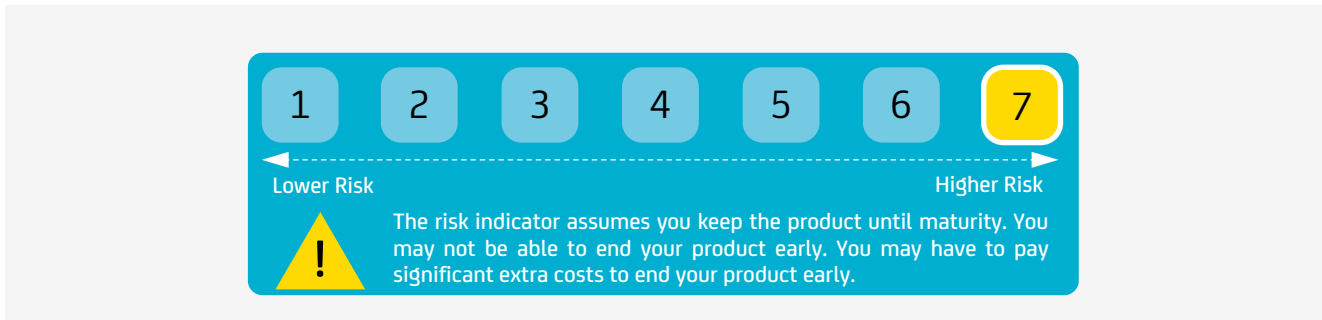 1 2 3 4 5 6 7
Lower Risk Higher Risk
!
The risk indicator assumes you keep the product until maturity. You
may not be able to end your product early. You may have to pay
significant extra costs to end your product early.